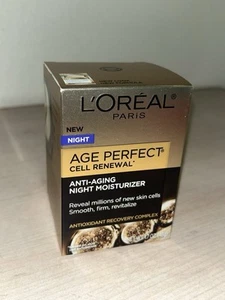 L'ORÉAL
PARIS
NEW
NIGHT
AGE PERFECT®
CELL RENEWAL*
ANTI-AGING
NIGHT MOISTURIZER
Reveal millions of new skin cells
Smooth, firm, revitalize
ANTIOXIDANT RECOVERY COMPLEX